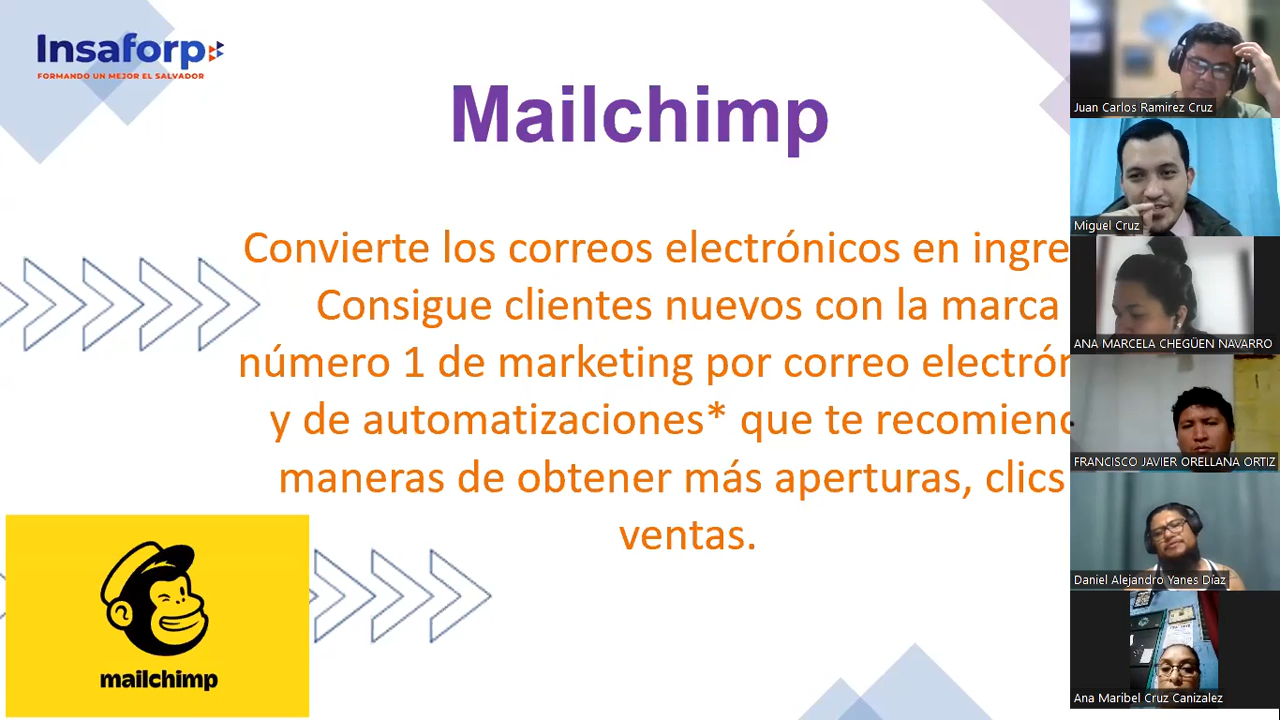 Insaforp
FORMANDO UN MEJOR EL SALVADOR
Mailchimp
Convierte los correos electrónicos en ingre
Consigue clientes nuevos con la marca
número 1 de marketing por correo electrón
y de automatizaciones* que te recomiend
maneras de obtener más aperturas, clics
ventas.
mailchimp
Juan Carlos Ramirez Cruz
Miguel Cruz
ANA MARCELA CHEGÜEN NAVARRO
FRANCISCO JAVIER ORELLANA ORTIZ
Daniel Alejandro Yanes Díaz
Ana Maribel Cruz Canizalez